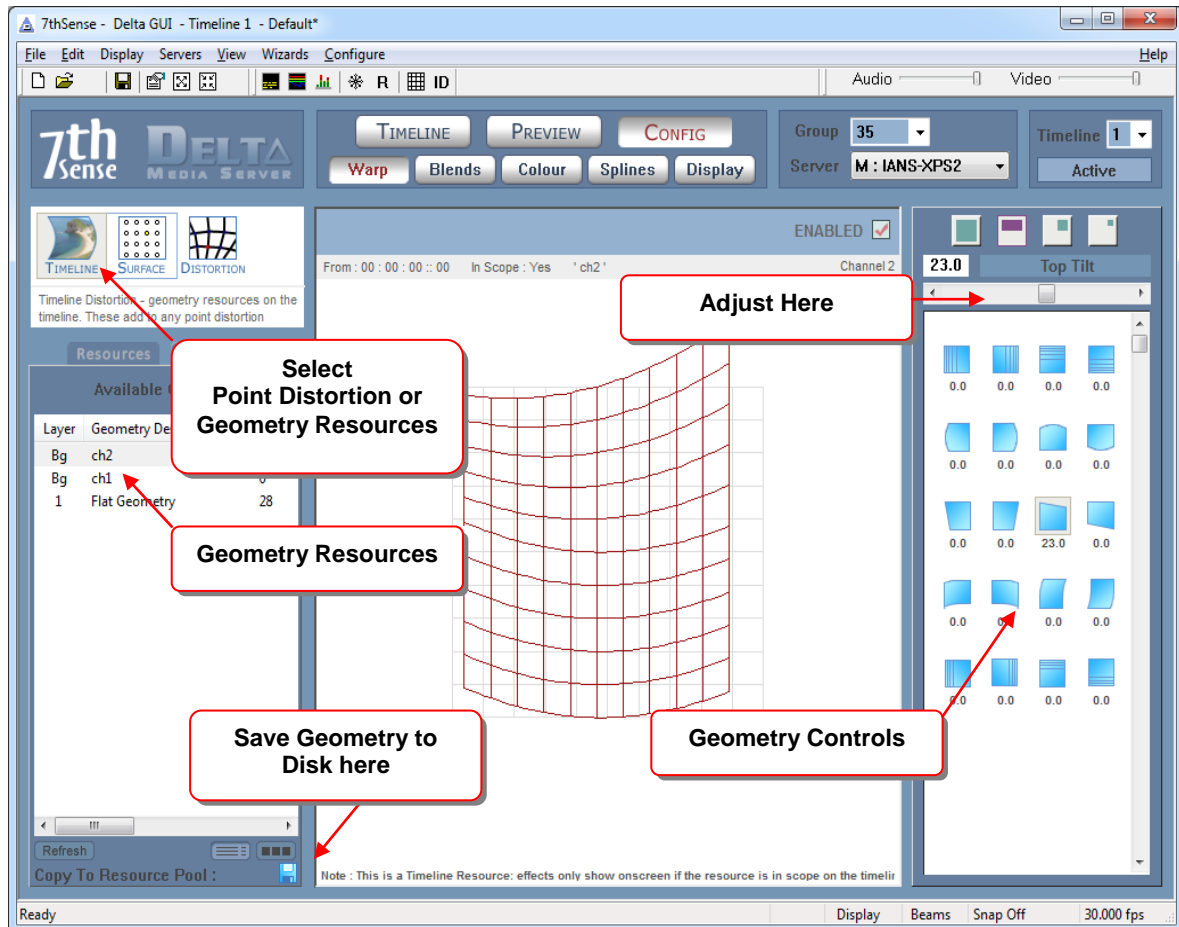 7thSense - Delta GUI - Timeline 1 - Default*
File Edit Display Servers View Wizards Configure Help
R ID Audio Video
7th sense DELTA MEDIA SERVER
TIMELINE PREVIEW CONFIG
Warp Blends Colour Splines Display
Group 35
Server M : IANS-XPS2
Timeline 1
Active
TIMELINE SURFACE DISTORTION
Timeline Distortion - geometry resources on the
timeline. These add to any point distortion
ENABLED
From : 00 : 00 : 00 :: 00 In Scope : Yes ' ch2 ' Channel 2
23.0 Top Tilt
Adjust Here
Resources
Available
Select
Point Distortion or
Geometry Resources
Layer Geometry De
Bg ch2
Bg ch1 0
1 Flat Geometry 28
Geometry Resources
0.0 0.0 0.0 0.0
0.0 0.0 0.0 0.0
0.0 0.0 23.0 0.0
0.0 0.0 0.0 0.0
0.0 0.0 0.0 0.0
Save Geometry to
Disk here
Geometry Controls
Refresh
Copy To Resource Pool :
Note : This is a Timeline Resource: effects only show onscreen if the resource is in scope on the timelin
Ready Display Beams Snap Off 30.000 fps